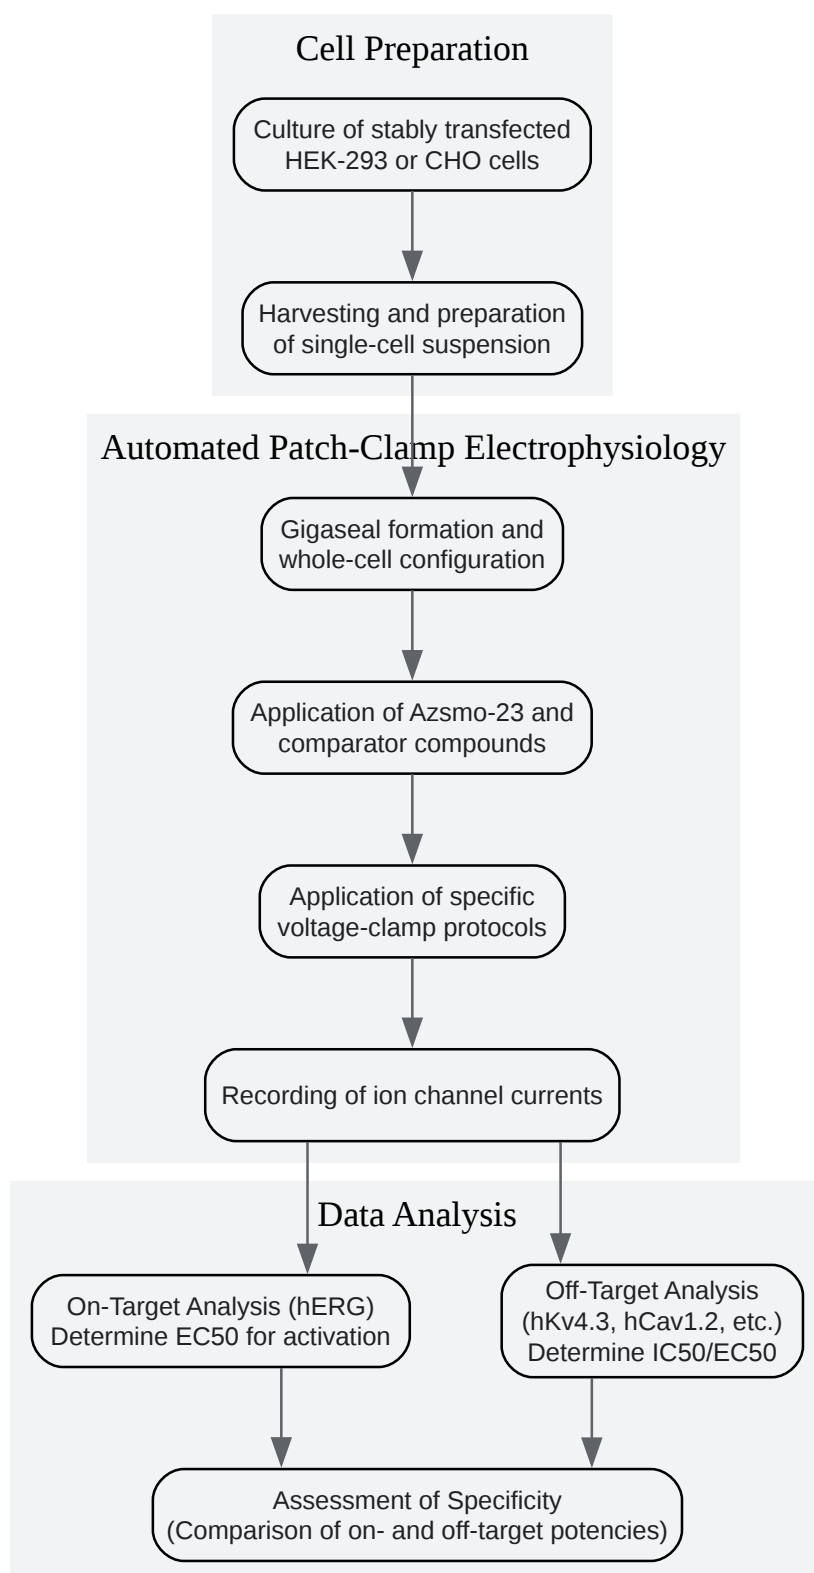 Cell Preparation
Culture of stably transfected
HEK-293 or CHO cells
Harvesting and preparation
of single-cell suspension
Automated Patch-Clamp Electrophysiology
Gigaseal formation and
whole-cell configuration
Application of Azsmo-23 and
comparator compounds
Application of specific
voltage-clamp protocols
Recording of ion channel currents
Data Analysis
On-Target Analysis (hERG)
Determine EC50 for activation
Off-Target Analysis
(hKv4.3, hCav1.2, etc.)
Determine IC50/EC50
Assessment of Specificity
(Comparison of on- and off-target potencies)